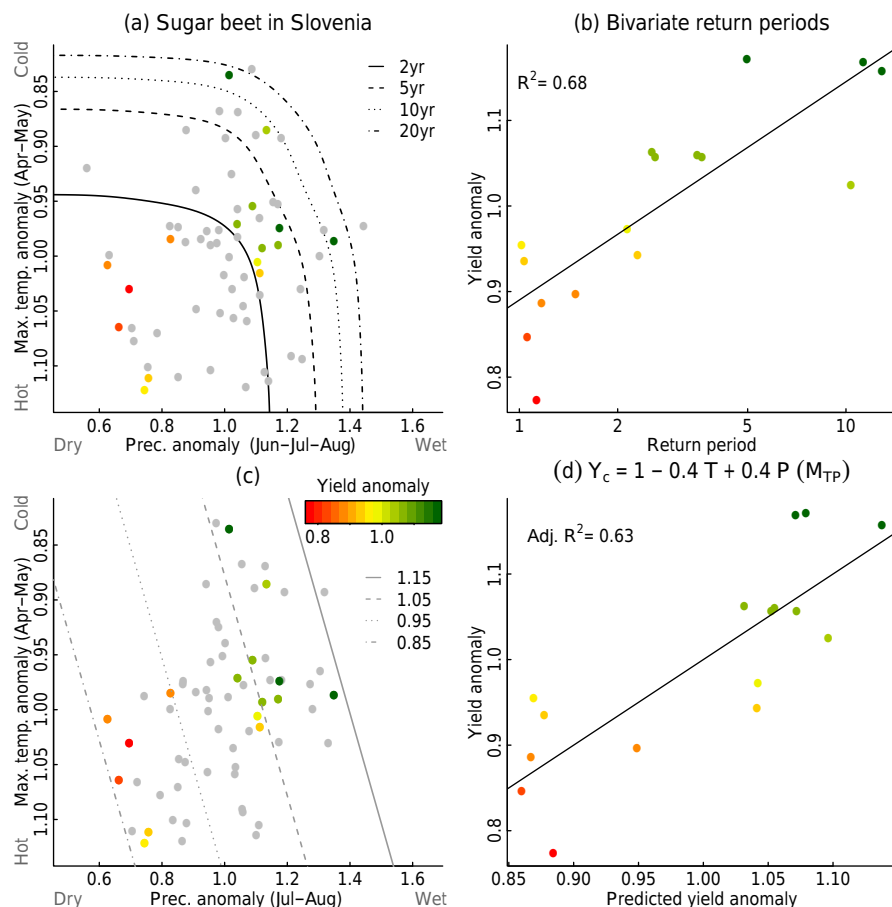 (a) Sugar beet in Slovenia
Max. temp. anomaly (Apr−May)
Cold
Hot
0.85
0.90
0.95
1.00
1.05
1.10
2yr
5yr
10yr
20yr
0.6 0.8 1.0 1.2 1.4 1.6
Dry Prec. anomaly (Jun−Jul−Aug) Wet
(b) Bivariate return periods
Yield anomaly
R²= 0.68
1.1
1.0
0.9
0.8
1 2 5 10
Return period
(c)
Max. temp. anomaly (Apr−May)
Cold
Hot
0.85
0.90
0.95
1.00
1.05
1.10
Yield anomaly
0.8 1.0
1.15
1.05
0.95
0.85
0.6 0.8 1.0 1.2 1.4 1.6
Dry Prec. anomaly (Jul−Aug) Wet
(d) Y_c = 1 − 0.4 T + 0.4 P (M_TP)
Yield anomaly
Adj. R²= 0.63
1.1
1.0
0.9
0.8
0.85 0.90 0.95 1.00 1.05 1.10
Predicted yield anomaly